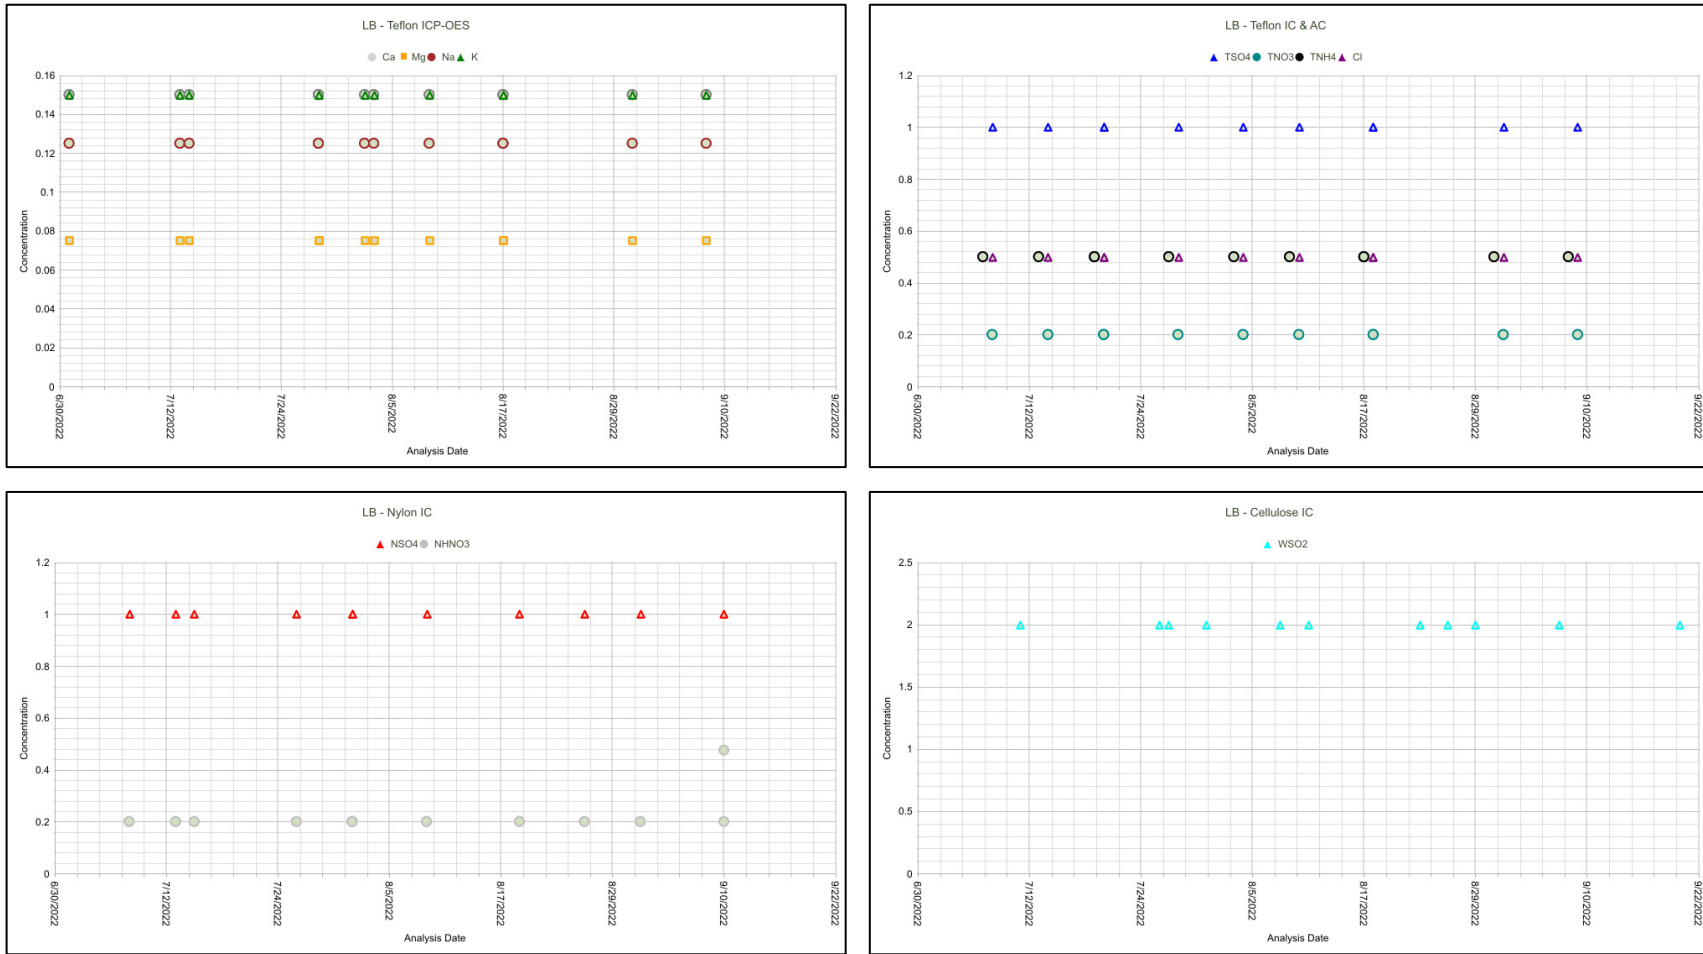 LB - Teflon ICP-OES
Ca Mg Na K
0.16
0.14
0.12
0.1
0.08
0.06
0.04
0.02
0
Concentration
6/30/2022 7/12/2022 7/24/2022 8/5/2022 8/17/2022 8/29/2022 9/10/2022 9/22/2022
Analysis Date
LB - Teflon IC & AC
TSO4 TNO3 TNH4 Cl
1.2
1
0.8
0.6
0.4
0.2
0
Concentration
6/30/2022 7/12/2022 7/24/2022 8/5/2022 8/17/2022 8/29/2022 9/10/2022 9/22/2022
Analysis Date
LB - Nylon IC
NSO4 NHNO3
1.2
1
0.8
0.6
0.4
0.2
0
Concentration
6/30/2022 7/12/2022 7/24/2022 8/5/2022 8/17/2022 8/29/2022 9/10/2022 9/22/2022
Analysis Date
LB - Cellulose IC
WSO2
2.5
2
1.5
1
0.5
0
Concentration
6/30/2022 7/12/2022 7/24/2022 8/5/2022 8/17/2022 8/29/2022 9/10/2022 9/22/2022
Analysis Date